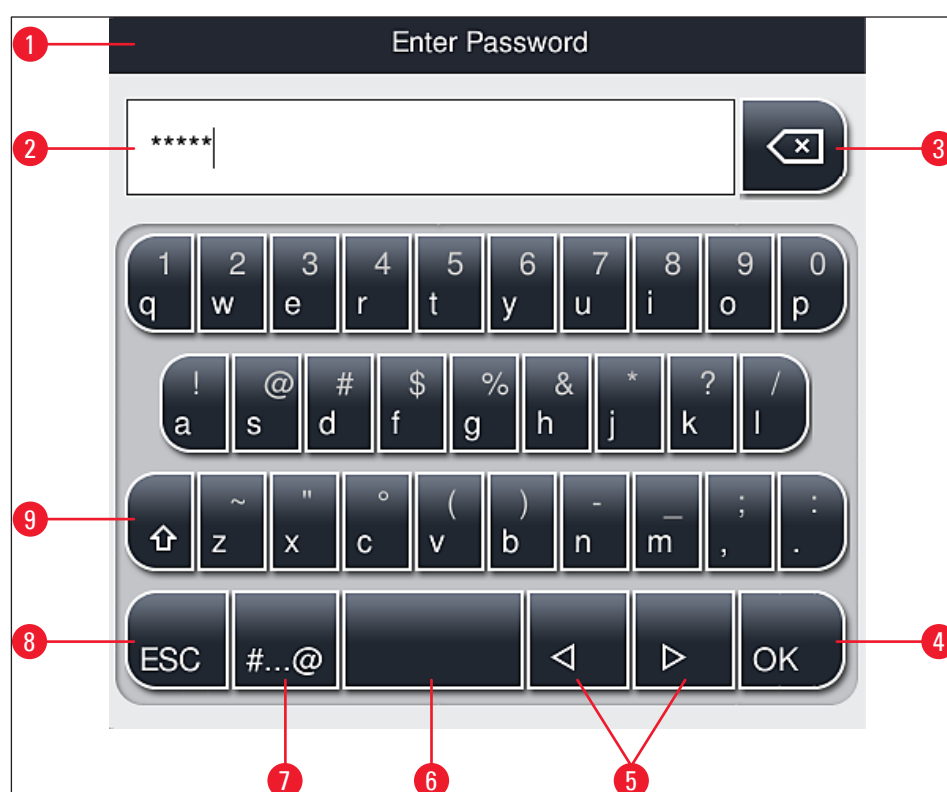 1 Enter Password
2 ***** 3
1 2 3 4 5 6 7 8 9 0
q w e r t y u i o p
! @ # $ % & * ? /
a s d f g h j k l
9 ~ " ° ( ) - _ ; :
z x c v b n m , .
8 ESC #...@ OK 4
7 6 5